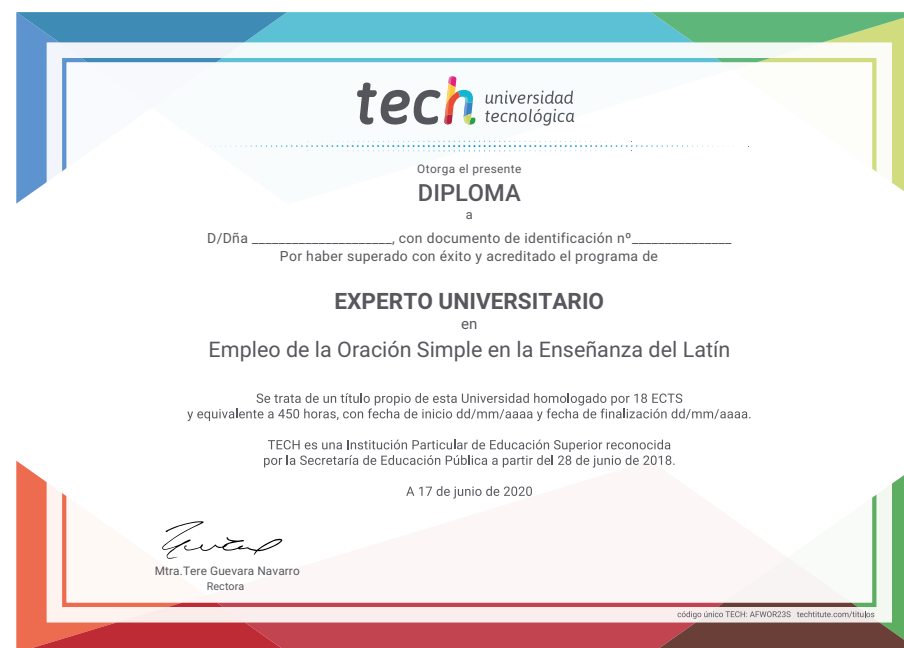 tech universidad
tecnológica
Otorga el presente
DIPLOMA
a
D/Dña _____________________, con documento de identificación nº_______________
Por haber superado con éxito y acreditado el programa de
EXPERTO UNIVERSITARIO
en
Empleo de la Oración Simple en la Enseñanza del Latín
Se trata de un título propio de esta Universidad homologado por 18 ECTS
y equivalente a 450 horas, con fecha de inicio dd/mm/aaaa y fecha de finalización dd/mm/aaaa.
TECH es una Institución Particular de Educación Superior reconocida
por la Secretaría de Educación Pública a partir del 28 de junio de 2018.
A 17 de junio de 2020
Mtra.Tere Guevara Navarro
Rectora
código único TECH: AFWOR23S techtitute.com/titulos